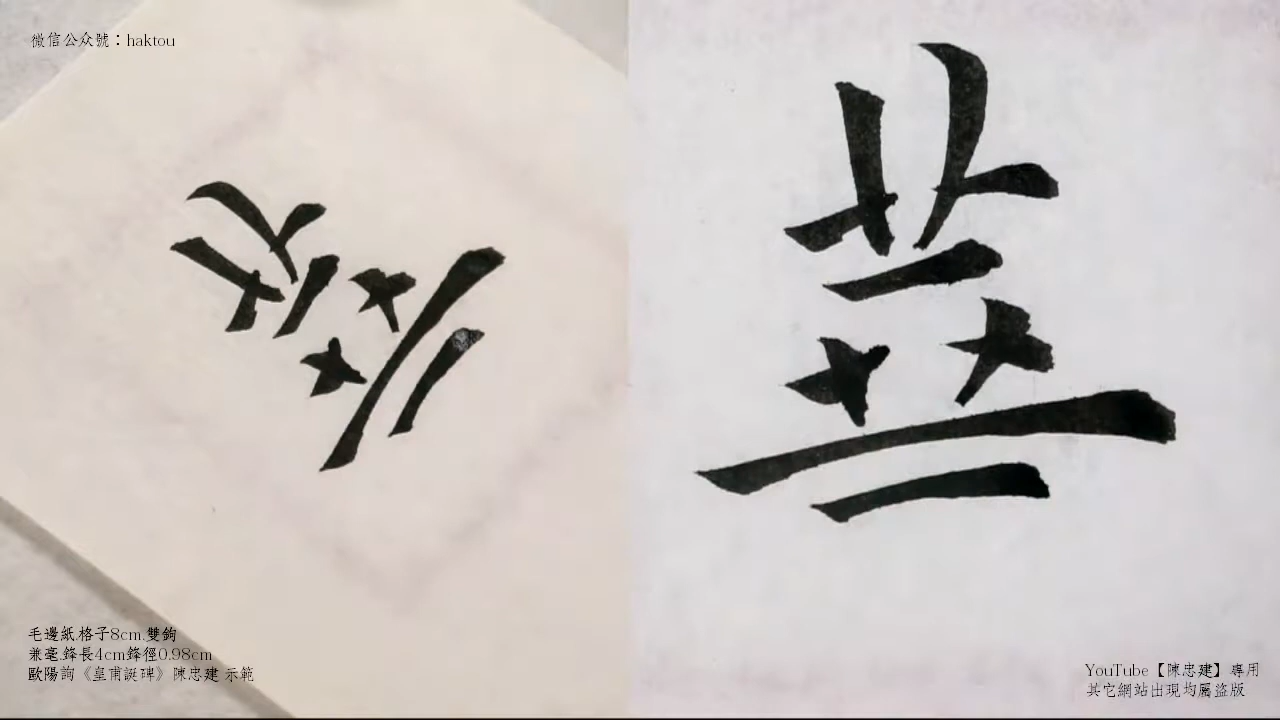 微信公众號：haktou
毛邊紙.格子8cm.雙鉤
兼毫.鋒長4cm鋒徑0.98cm
歐陽詢《皇甫誕碑》陳忠建 示範
YouTube【陳忠建】專用
其它網站出現均屬盜版